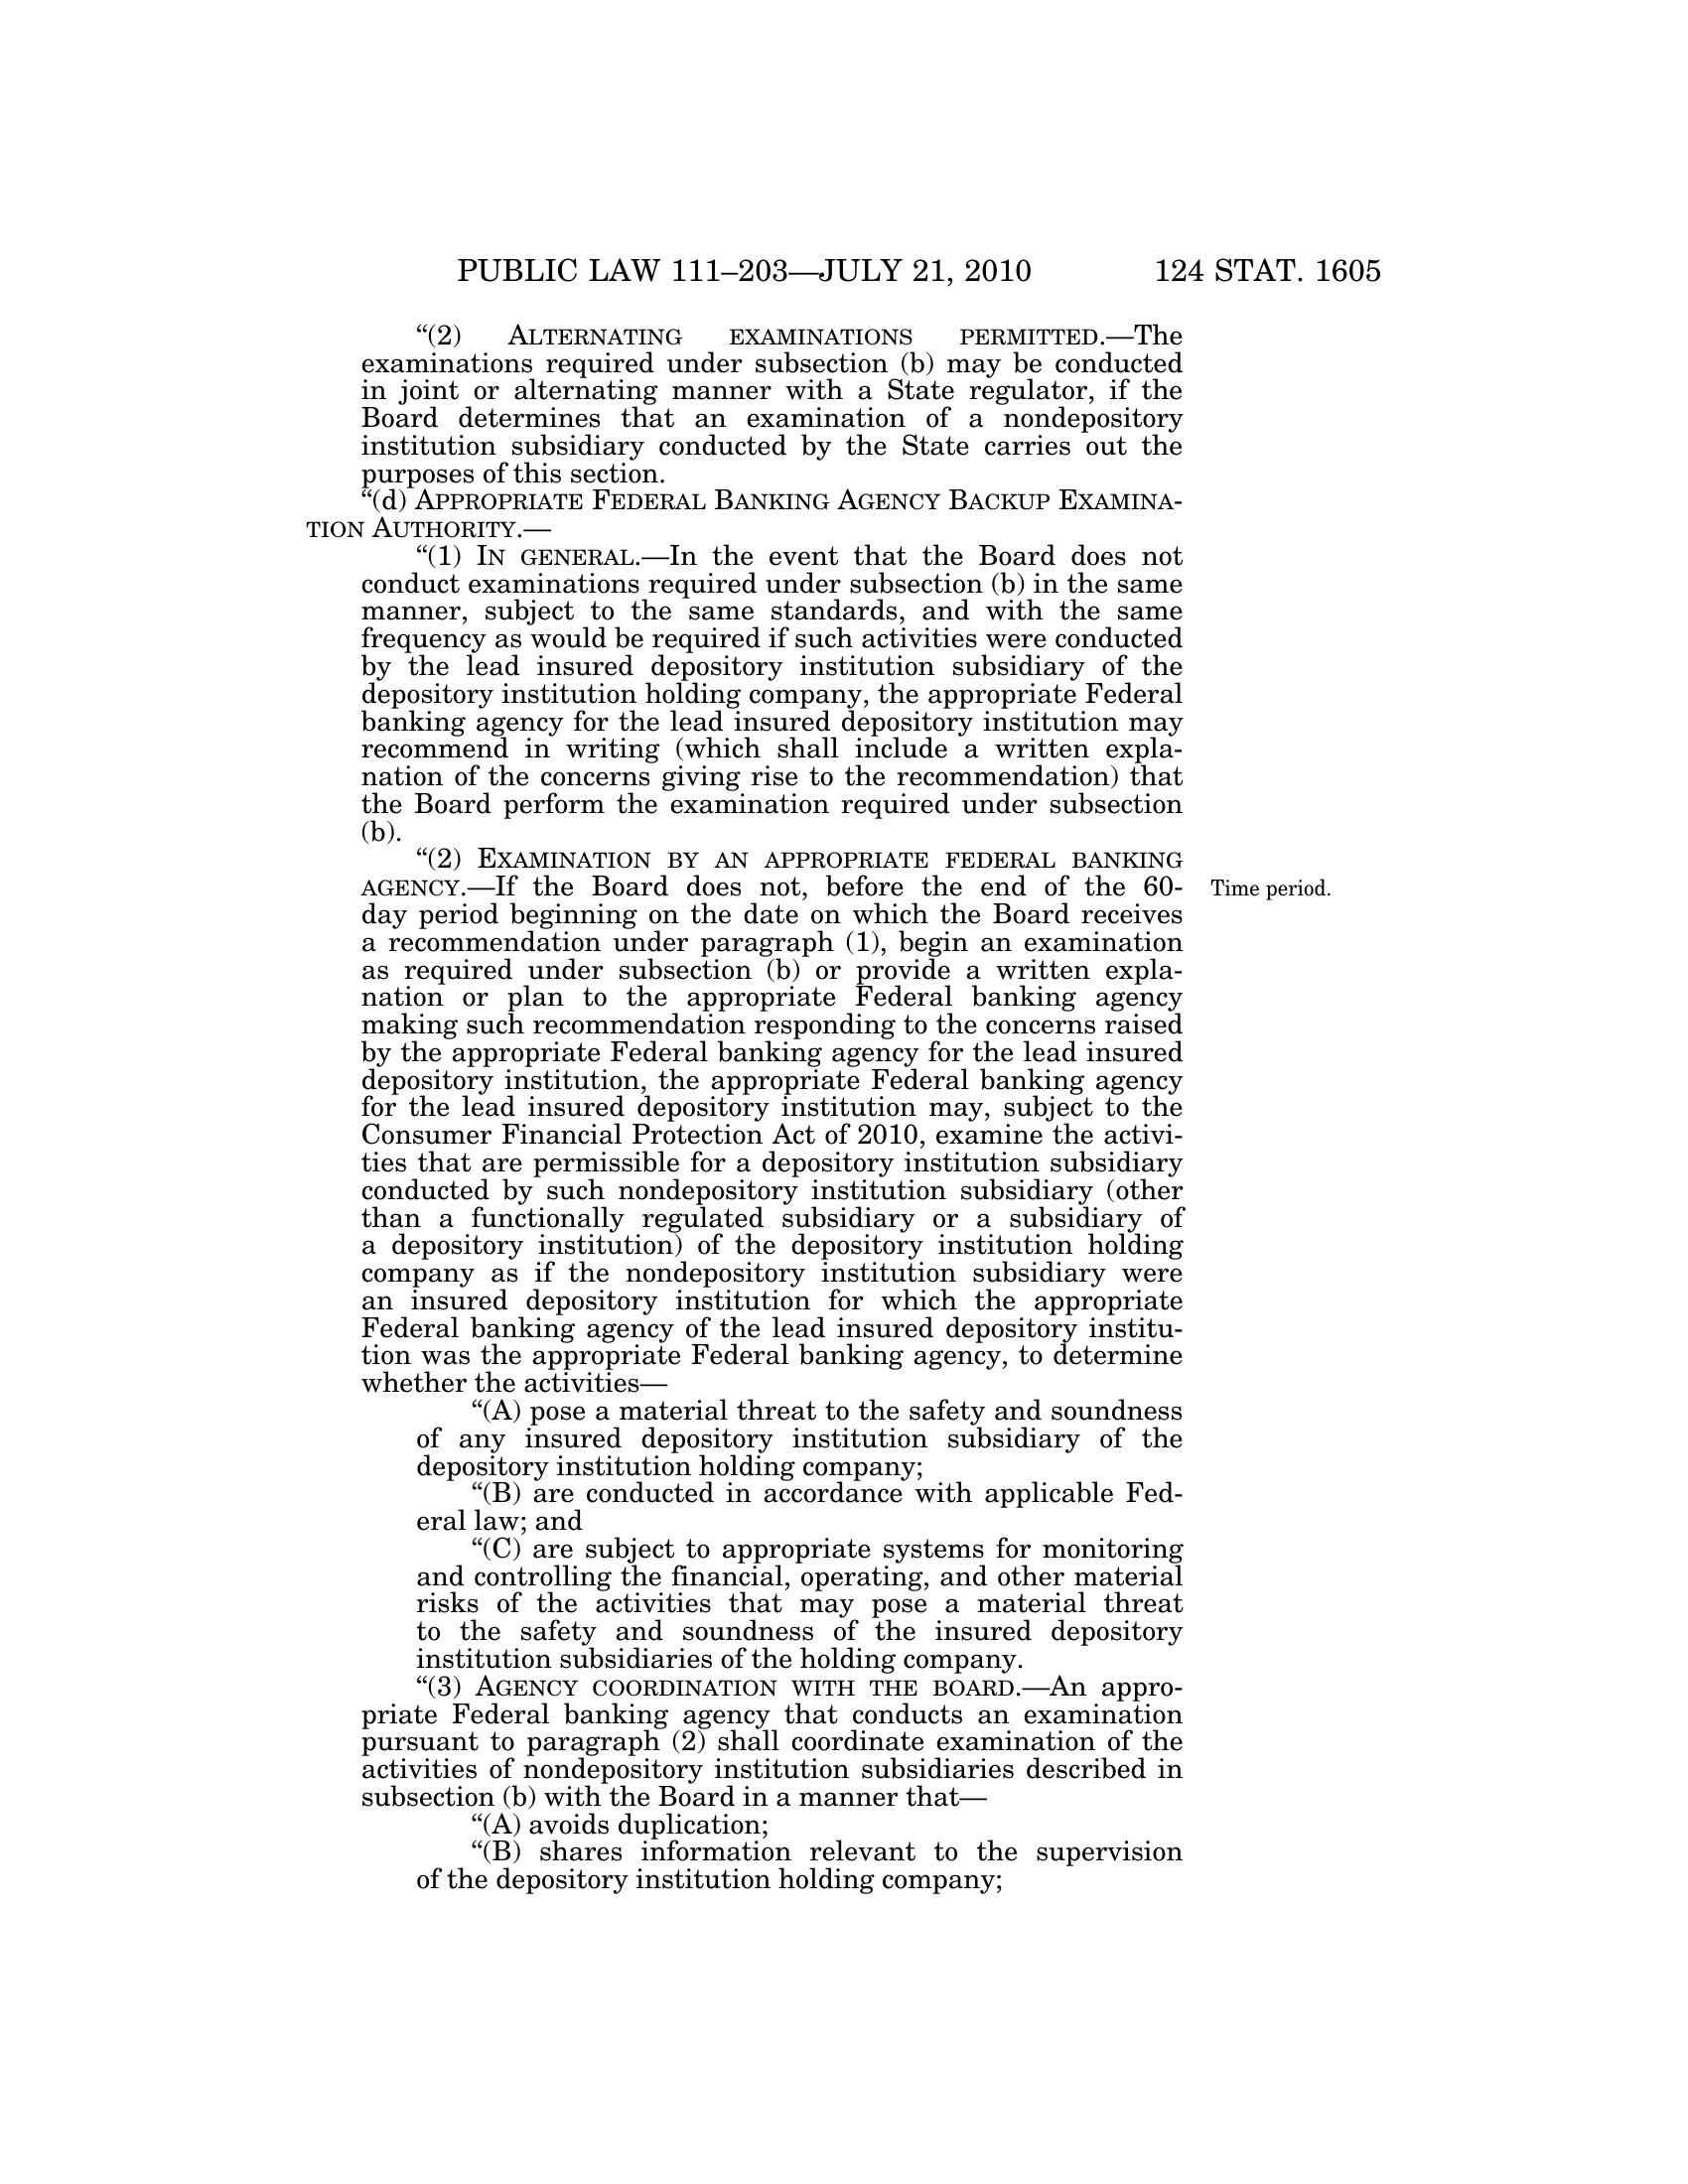 PUBLIC LAW 111–203—JULY 21, 2010 124 STAT. 1605
“(2) ALTERNATING EXAMINATIONS PERMITTED.—The
examinations required under subsection (b) may be conducted
in joint or alternating manner with a State regulator, if the
Board determines that an examination of a nondepository
institution subsidiary conducted by the State carries out the
purposes of this section.
“(d) APPROPRIATE FEDERAL BANKING AGENCY BACKUP EXAMINA-
TION AUTHORITY.—
“(1) IN GENERAL.—In the event that the Board does not
conduct examinations required under subsection (b) in the same
manner, subject to the same standards, and with the same
frequency as would be required if such activities were conducted
by the lead insured depository institution subsidiary of the
depository institution holding company, the appropriate Federal
banking agency for the lead insured depository institution may
recommend in writing (which shall include a written expla-
nation of the concerns giving rise to the recommendation) that
the Board perform the examination required under subsection
(b).
“(2) EXAMINATION BY AN APPROPRIATE FEDERAL BANKING
AGENCY.—If the Board does not, before the end of the 60-
Time period.
day period beginning on the date on which the Board receives
a recommendation under paragraph (1), begin an examination
as required under subsection (b) or provide a written expla-
nation or plan to the appropriate Federal banking agency
making such recommendation responding to the concerns raised
by the appropriate Federal banking agency for the lead insured
depository institution, the appropriate Federal banking agency
for the lead insured depository institution may, subject to the
Consumer Financial Protection Act of 2010, examine the activi-
ties that are permissible for a depository institution subsidiary
conducted by such nondepository institution subsidiary (other
than a functionally regulated subsidiary or a subsidiary of
a depository institution) of the depository institution holding
company as if the nondepository institution subsidiary were
an insured depository institution for which the appropriate
Federal banking agency of the lead insured depository institu-
tion was the appropriate Federal banking agency, to determine
whether the activities—
“(A) pose a material threat to the safety and soundness
of any insured depository institution subsidiary of the
depository institution holding company;
“(B) are conducted in accordance with applicable Fed-
eral law; and
“(C) are subject to appropriate systems for monitoring
and controlling the financial, operating, and other material
risks of the activities that may pose a material threat
to the safety and soundness of the insured depository
institution subsidiaries of the holding company.
“(3) AGENCY COORDINATION WITH THE BOARD.—An appro-
priate Federal banking agency that conducts an examination
pursuant to paragraph (2) shall coordinate examination of the
activities of nondepository institution subsidiaries described in
subsection (b) with the Board in a manner that—
“(A) avoids duplication;
“(B) shares information relevant to the supervision
of the depository institution holding company;